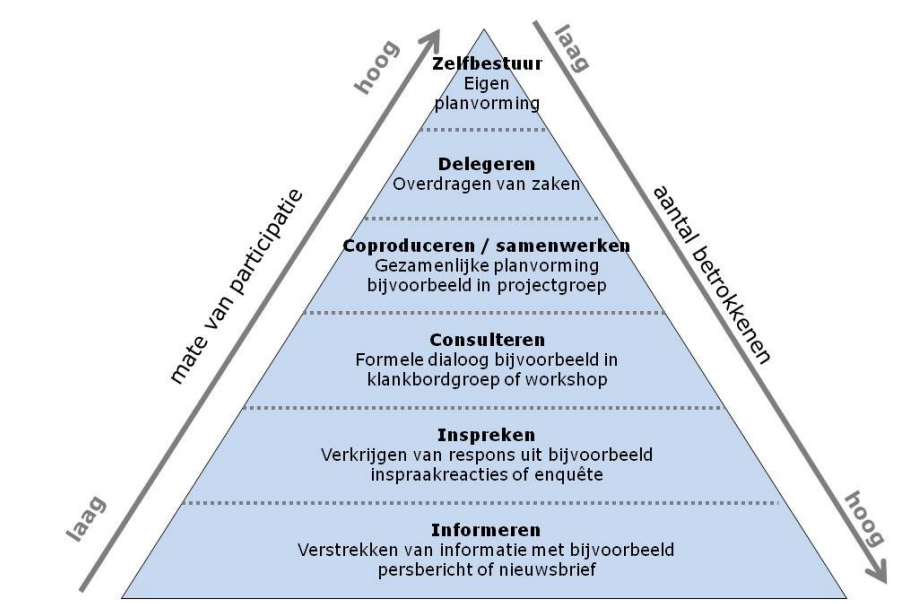 hoog
laag
Zelfbestuur
Eigen
planvorming
Delegeren
Overdragen van zaken
mate van participatie
aantal betrokkenen
Coproduceren / samenwerken
Gezamenlijke planvorming
bijvoorbeeld in projectgroep
Consulteren
Formele dialoog bijvoorbeeld in
klankbordgroep of workshop
Inspreken
Verkrijgen van respons uit bijvoorbeeld
inspraakreacties of enquête
laag
hoog
Informeren
Verstrekken van informatie met bijvoorbeeld
persbericht of nieuwsbrief